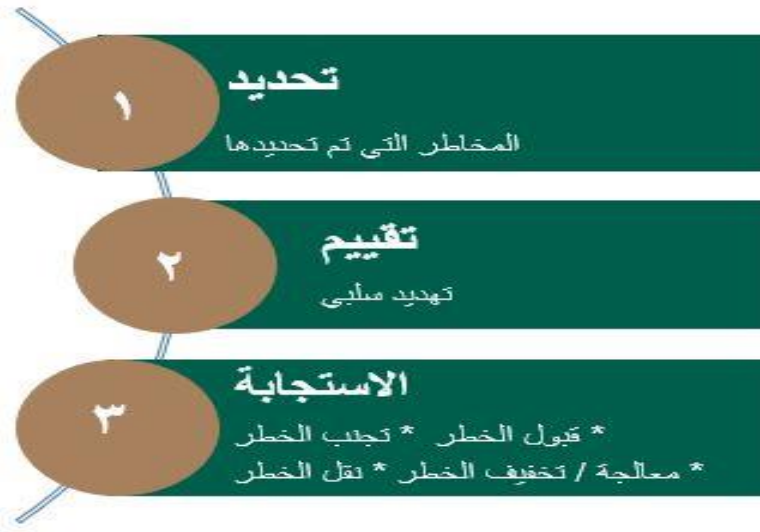 ١
تحديد
المخاطر التي تم تحديدها
٢
تقييم
تهديد سلبي
٣
الاستجابة
* قبول الخطر * تجنب الخطر
* معالجة / تخفيف الخطر * نقل الخطر